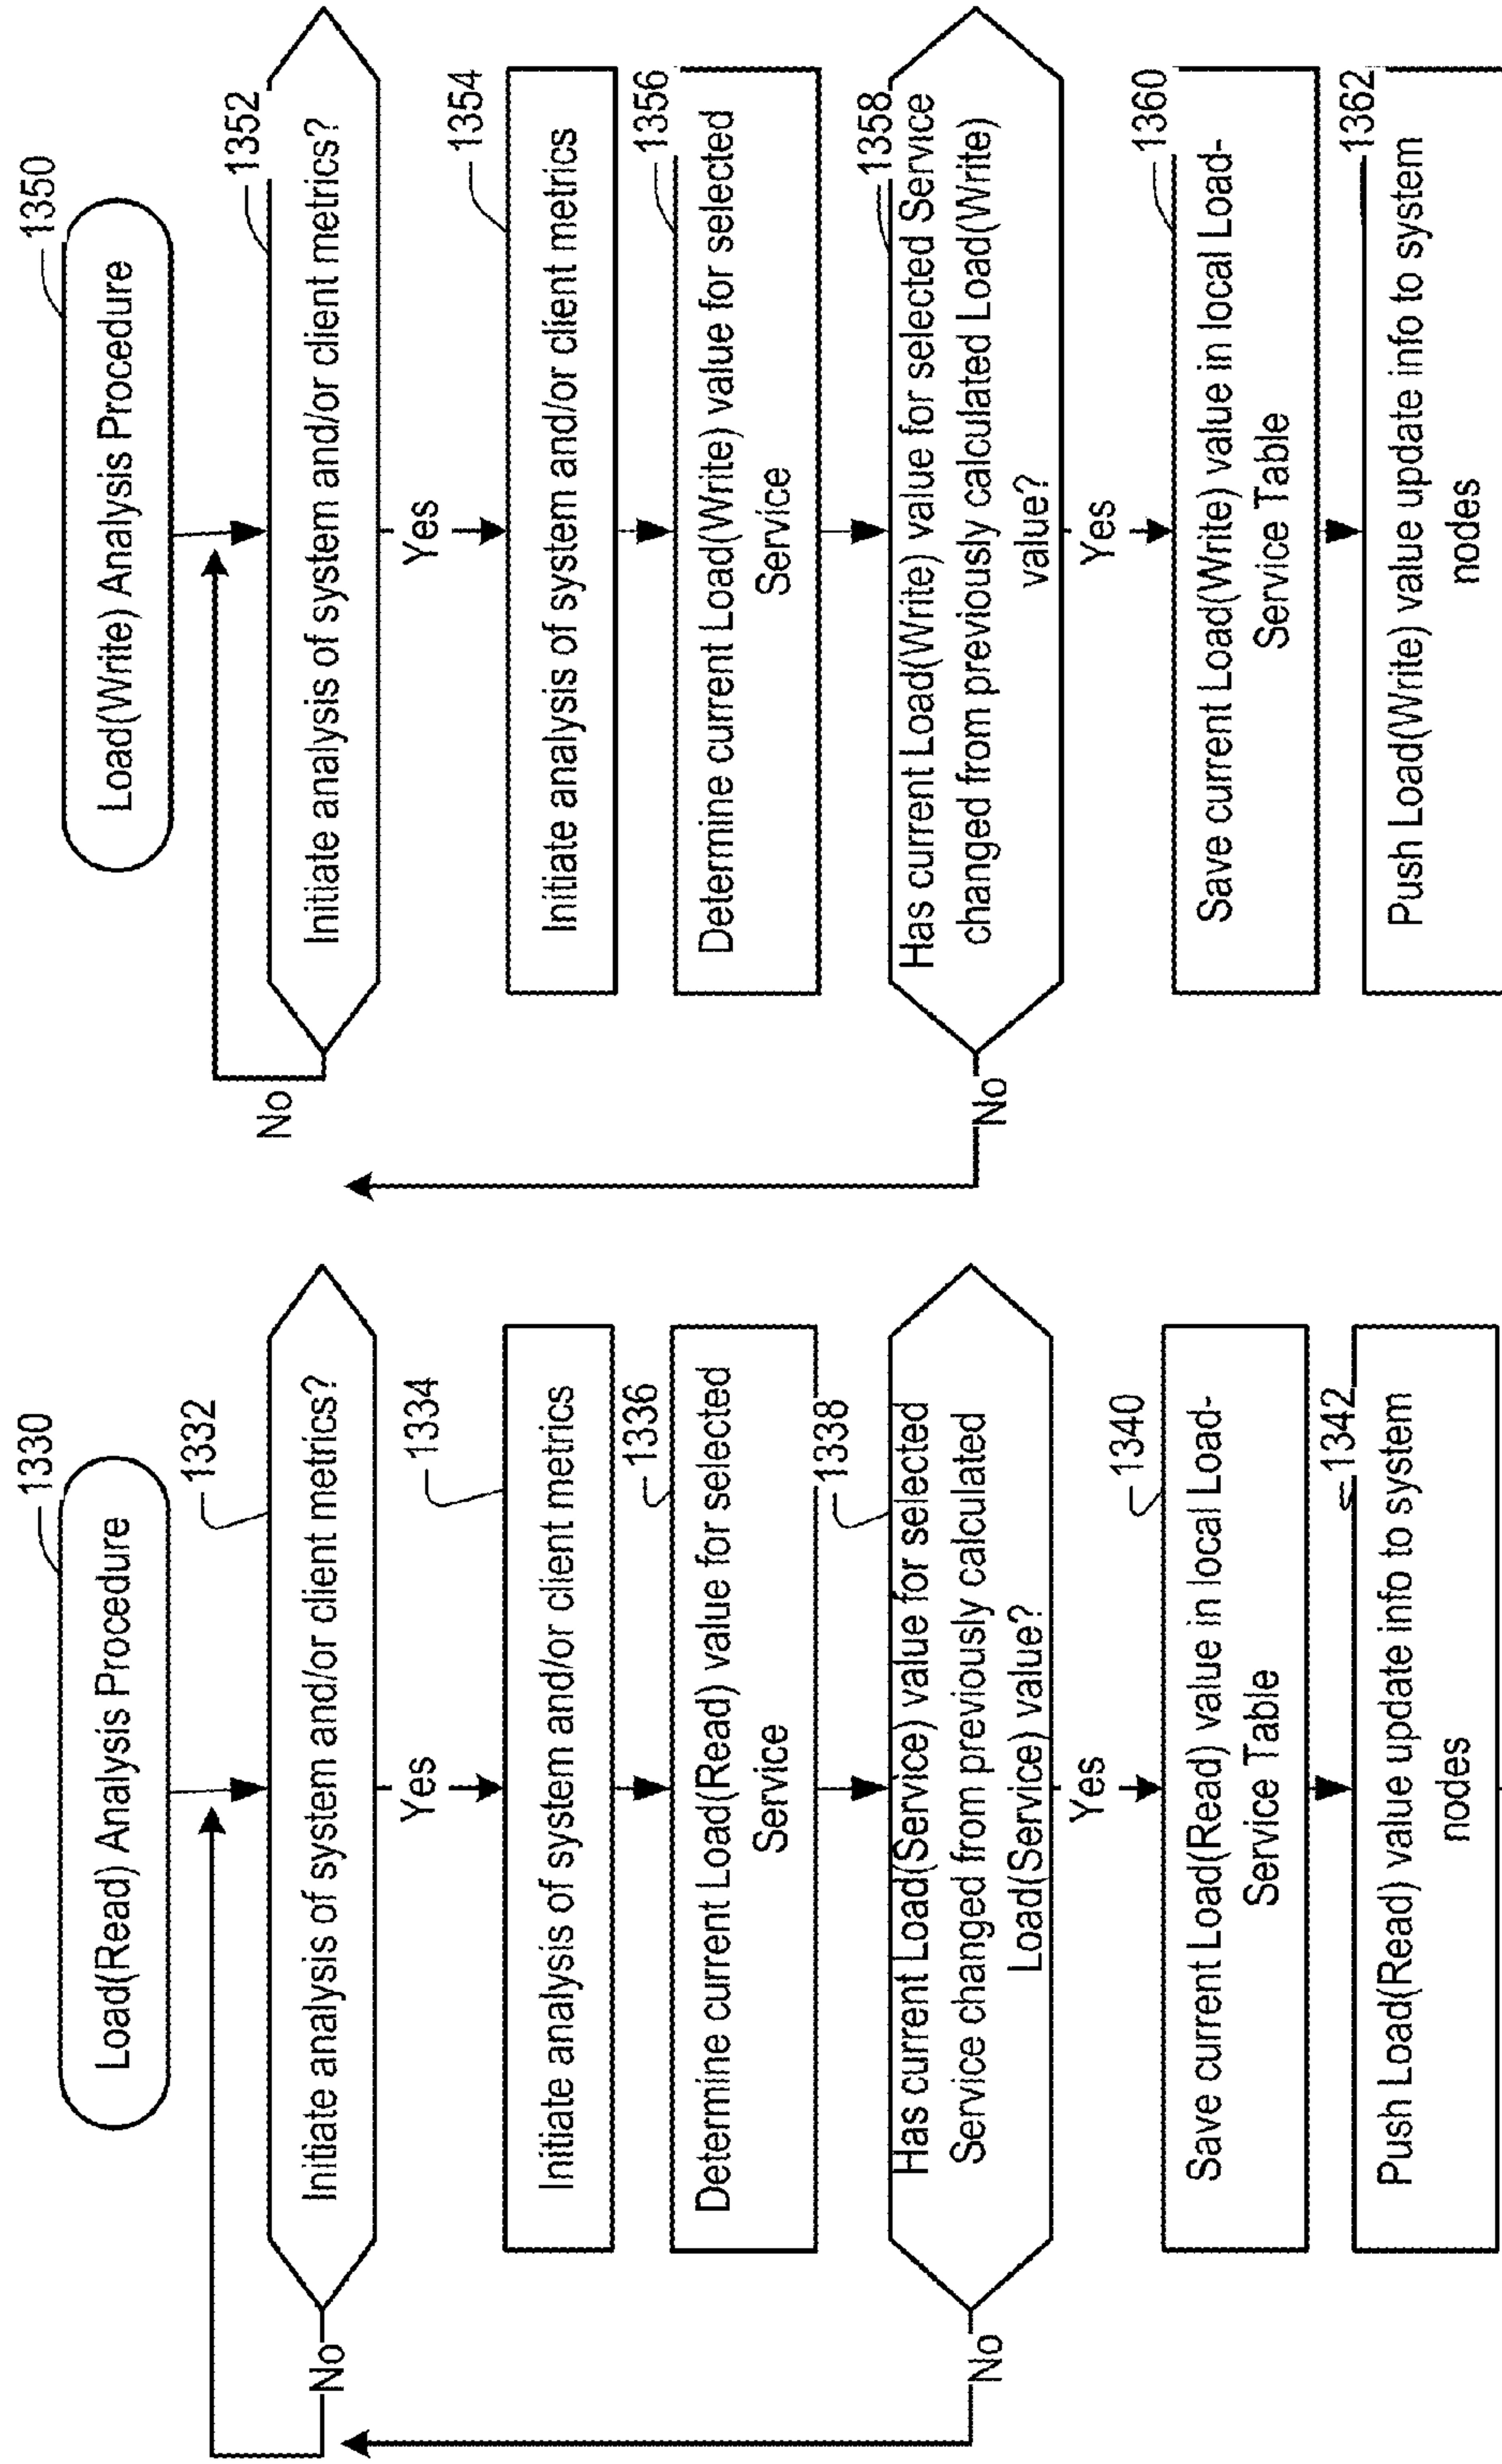 1330
Load(Read) Analysis Procedure
1332
Initiate analysis of system and/or client metrics?
No
Yes
1334
Initiate analysis of system and/or client metrics
1336
Determine current Load(Read) value for selected
Service
1338
Has current Load(Service) value for selected
Service changed from previously calculated
Load(Service) value?
No
Yes
1340
Save current Load(Read) value in local Load-
Service Table
1342
Push Load(Read) value update info to system
nodes
1350
Load(Write) Analysis Procedure
1352
Initiate analysis of system and/or client metrics?
No
Yes
1354
Initiate analysis of system and/or client metrics
1356
Determine current Load(Write) value for selected
Service
1358
Has current Load(Write) value for selected Service
changed from previously calculated Load(Write)
value?
No
Yes
1360
Save current Load(Write) value in local Load-
Service Table
1362
Push Load(Write) value update info to system
nodes